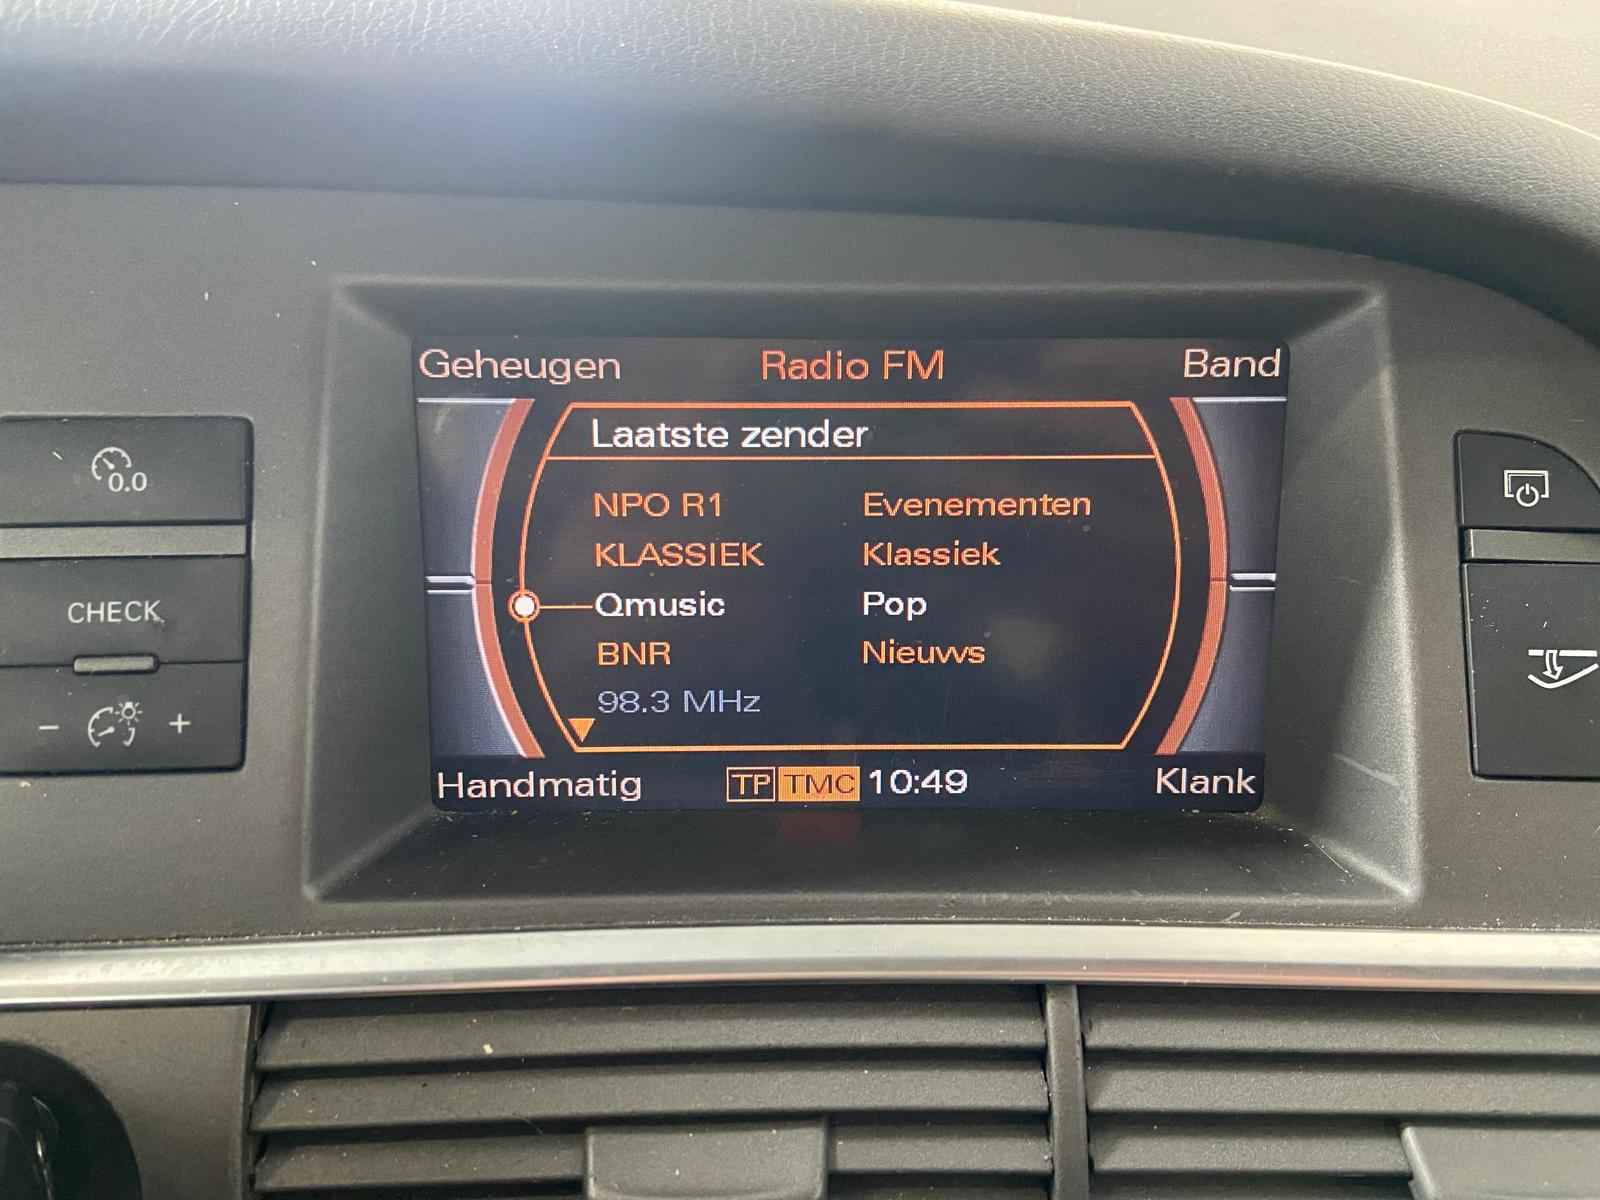 Geheugen Radio FM Band
Laatste zender
NPO R1 Evenementen
KLASSIEK Klassiek
Qmusic Pop
BNR Nieuws
98.3 MHz
Handmatig TP TMC 10:49 Klank
0.0
CHECK
- +